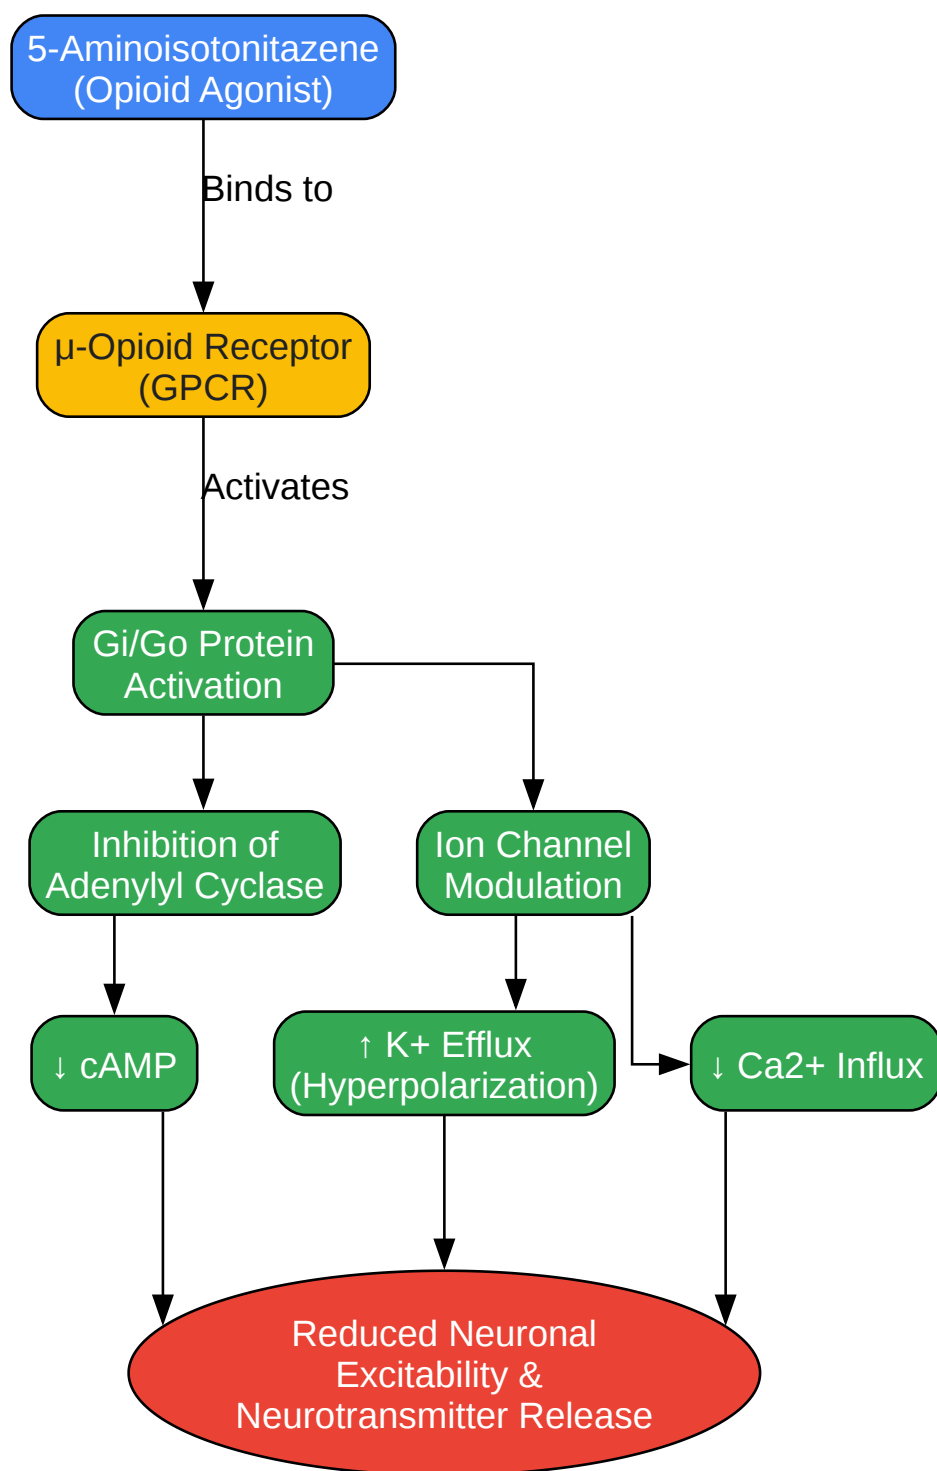 5-Aminoisotonitazene
(Opioid Agonist)
Binds to
μ-Opioid Receptor
(GPCR)
Activates
Gi/Go Protein
Activation
Inhibition of
Adenylyl Cyclase
Ion Channel
Modulation
↓ cAMP
↑ K+ Efflux
(Hyperpolarization)
↓ Ca2+ Influx
Reduced Neuronal
Excitability &
Neurotransmitter Release